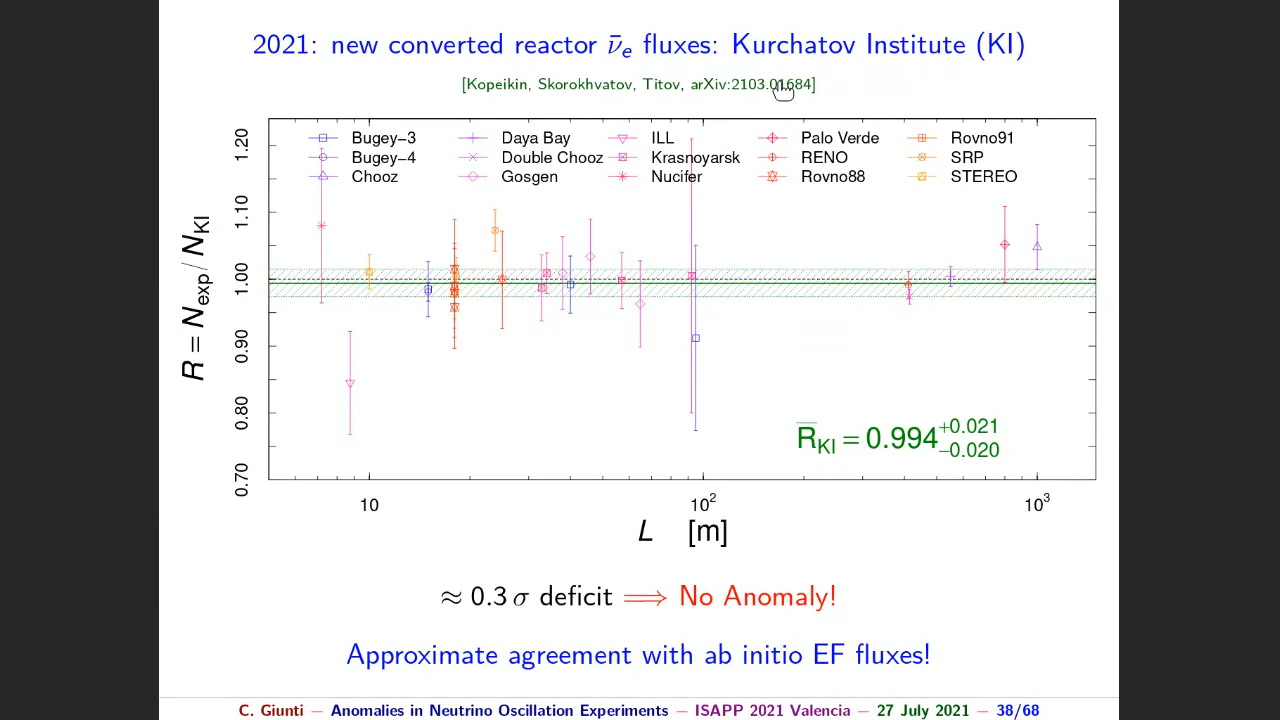 2021: new converted reactor ν̄e fluxes: Kurchatov Institute (KI)
[Kopeikin, Skorokhvatov, Titov, arXiv:2103.01684]
Bugey−3 Daya Bay ILL Palo Verde Rovno91
Bugey−4 Double Chooz Krasnoyarsk RENO SRP
Chooz Gosgen Nucifer Rovno88 STEREO
R = Nexp / NKI
1.20
1.10
1.00
0.90
0.80
0.70
R̅KI = 0.994 +0.021 −0.020
10 10² 10³
L [m]
≈ 0.3 σ deficit ⟹ No Anomaly!
Approximate agreement with ab initio EF fluxes!
C. Giunti − Anomalies in Neutrino Oscillation Experiments − ISAPP 2021 Valencia − 27 July 2021 − 38/68